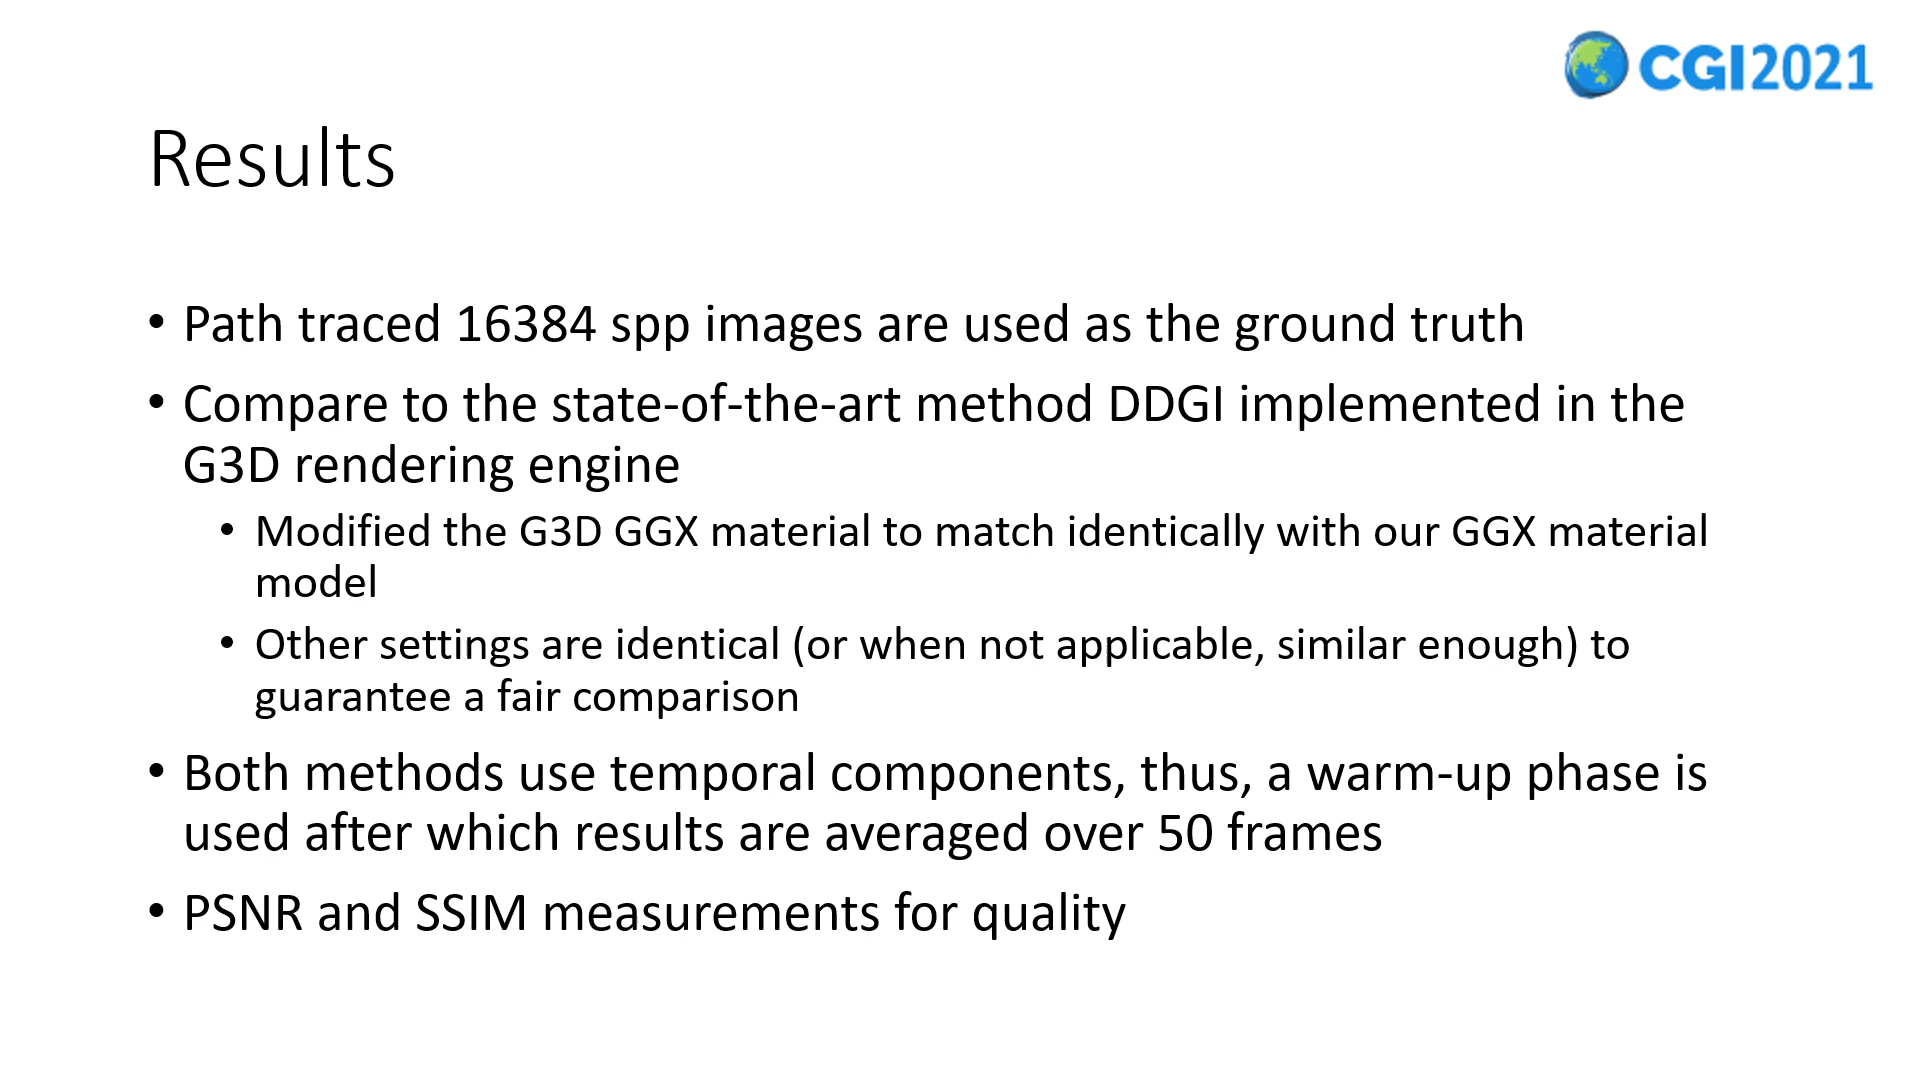 CGI2021
Results
• Path traced 16384 spp images are used as the ground truth
• Compare to the state-of-the-art method DDGI implemented in the
G3D rendering engine
• Modified the G3D GGX material to match identically with our GGX material
model
• Other settings are identical (or when not applicable, similar enough) to
guarantee a fair comparison
• Both methods use temporal components, thus, a warm-up phase is
used after which results are averaged over 50 frames
• PSNR and SSIM measurements for quality